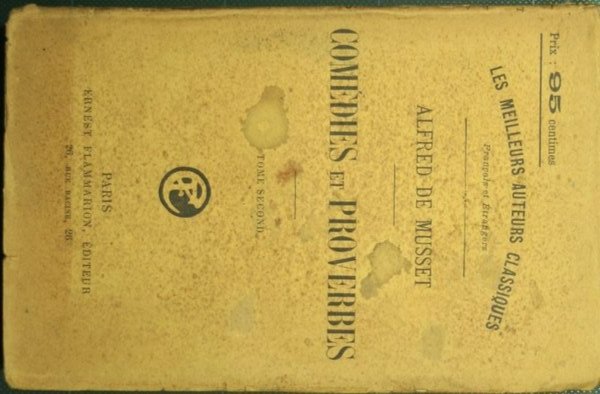 Prix : 95 centimes
LES MEILLEURS AUTEURS CLASSIQUES
Français et Étrangers
ALFRED DE MUSSET
COMÉDIES ET PROVERBES
TOME SECOND
PARIS
ERNEST FLAMMARION, ÉDITEUR
26, RUE RACINE, 26